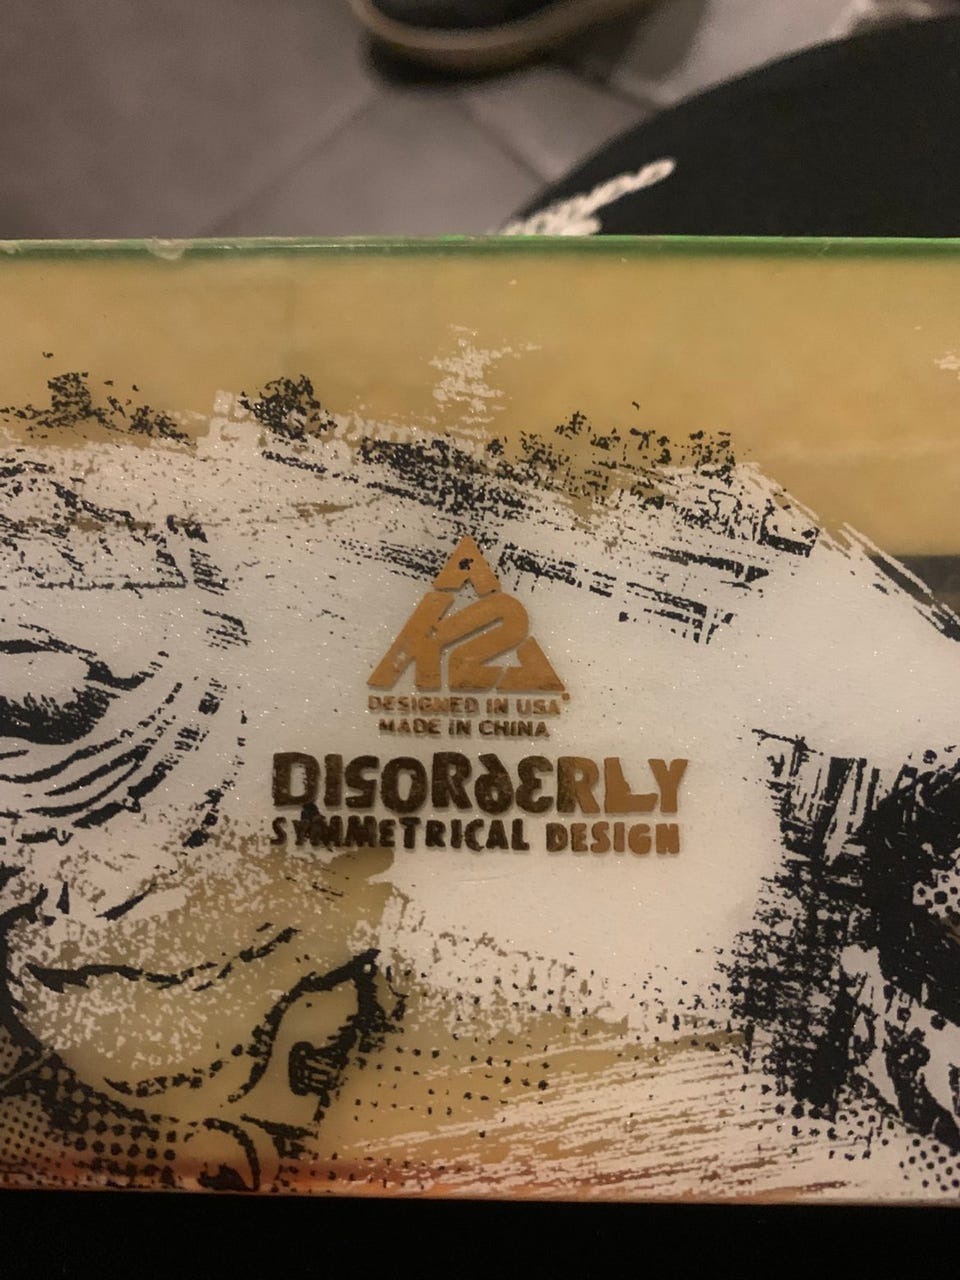 K2
DESIGNED IN USA
MADE IN CHINA
DISORDERLY
SYMMETRICAL DESIGN